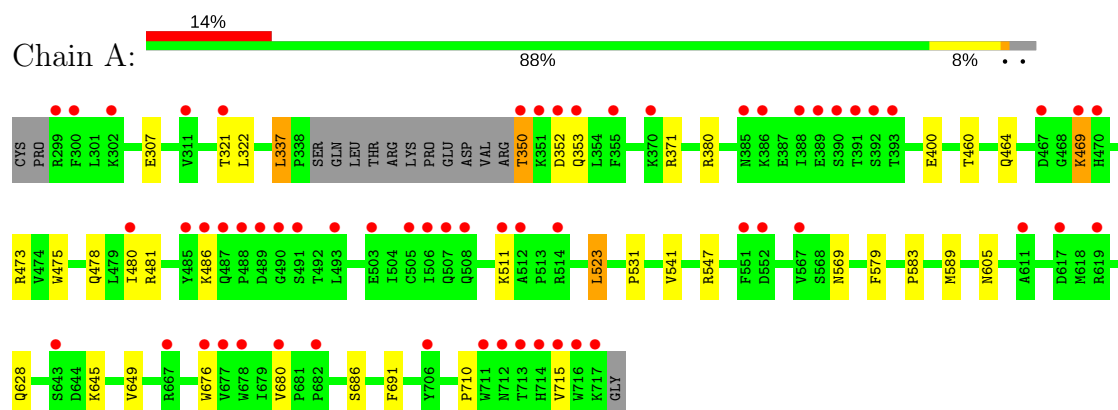 14%
Chain A:
88% 8% • •
CYS PRO R299 F300 L301 K302 E307 V311 T321 L322 L337 P338 SER GLN LEU THR ARG LYS PRO GLU ASP VAL ARG T350 K351 D352 Q353 L354 F355 K370 R371 R380 N385 K386 E387 I388 E389 S390 T391 S392 T393 E400 T460 Q464 D467 G468 K469 H470
R473 V474 W475 Q478 L479 I480 R481 Y485 K486 Q487 P488 D489 G490 S491 T492 L493 E503 I504 C505 I506 Q507 Q508 K511 A512 P513 R514 L523 P531 V541 R547 F551 D552 V567 S568 N569 F579 P583 M589 N605 A611 D617 M618 R619
Q628 S643 D644 K645 V649 R667 W676 V677 W678 I679 V680 P681 P682 S686 F691 Y706 P710 W711 N712 T713 H714 V715 W716 K717 GLY